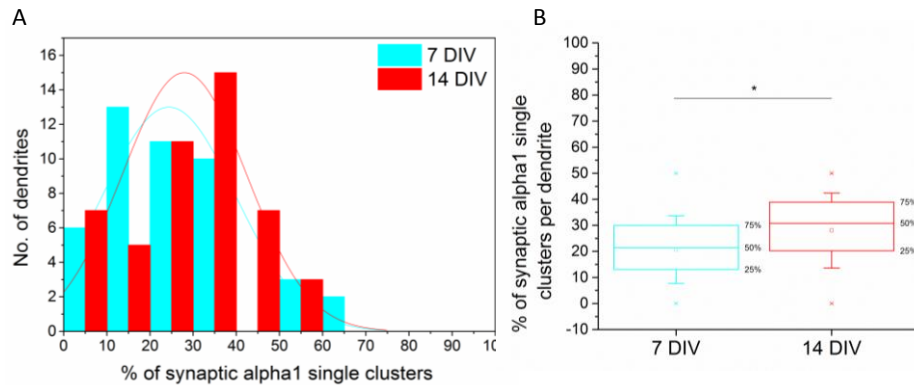 A
No. of dendrites
16
14
12
10
8
6
4
2
0
0 10 20 30 40 50 60 70 80 90 100
% of synaptic alpha1 single clusters
7 DIV
14 DIV
B
% of synaptic alpha1 single
clusters per dendrite
100
90
80
70
60
50
40
30
20
10
0
-10
*
75%
50%
25%
75%
50%
25%
7 DIV 14 DIV